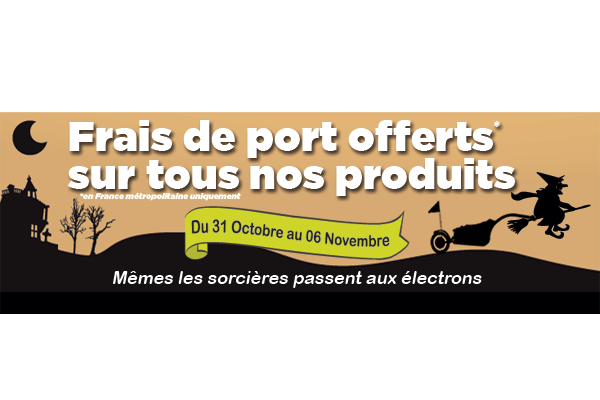 Frais de port offerts*
sur tous nos produits
*en France métropolitaine uniquement
Du 31 Octobre au 06 Novembre
Mêmes les sorcières passent aux électrons